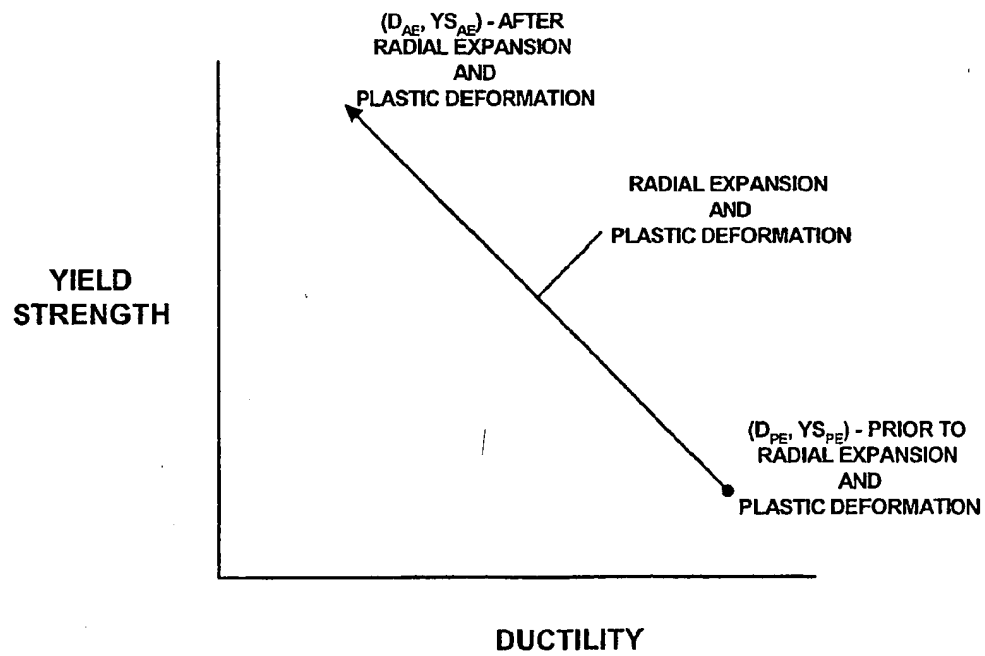 (D_AE, YS_AE) - AFTER
RADIAL EXPANSION
AND
PLASTIC DEFORMATION
RADIAL EXPANSION
AND
PLASTIC DEFORMATION
YIELD
STRENGTH
(D_PE, YS_PE) - PRIOR TO
RADIAL EXPANSION
AND
PLASTIC DEFORMATION
DUCTILITY